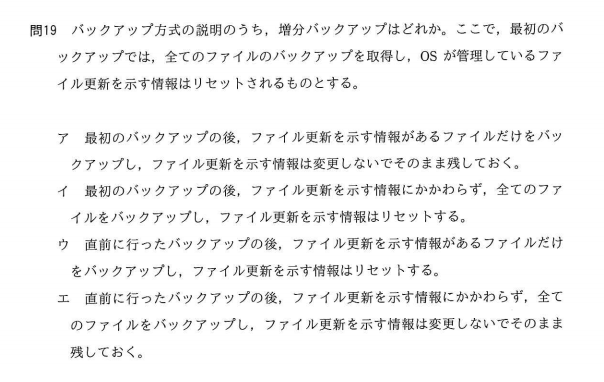 問19 バックアップ方式の説明のうち，増分バックアップはどれか。ここで，最初のバ
ックアップでは，全てのファイルのバックアップを取得し，OS が管理しているファ
イル更新を示す情報はリセットされるものとする。
ア 最初のバックアップの後，ファイル更新を示す情報があるファイルだけをバッ
クアップし，ファイル更新を示す情報は変更しないでそのまま残しておく。
イ 最初のバックアップの後，ファイル更新を示す情報にかかわらず，全てのファ
イルをバックアップし，ファイル更新を示す情報はリセットする。
ウ 直前に行ったバックアップの後，ファイル更新を示す情報があるファイルだけ
をバックアップし，ファイル更新を示す情報はリセットする。
エ 直前に行ったバックアップの後，ファイル更新を示す情報にかかわらず，全て
のファイルをバックアップし，ファイル更新を示す情報は変更しないでそのまま
残しておく。